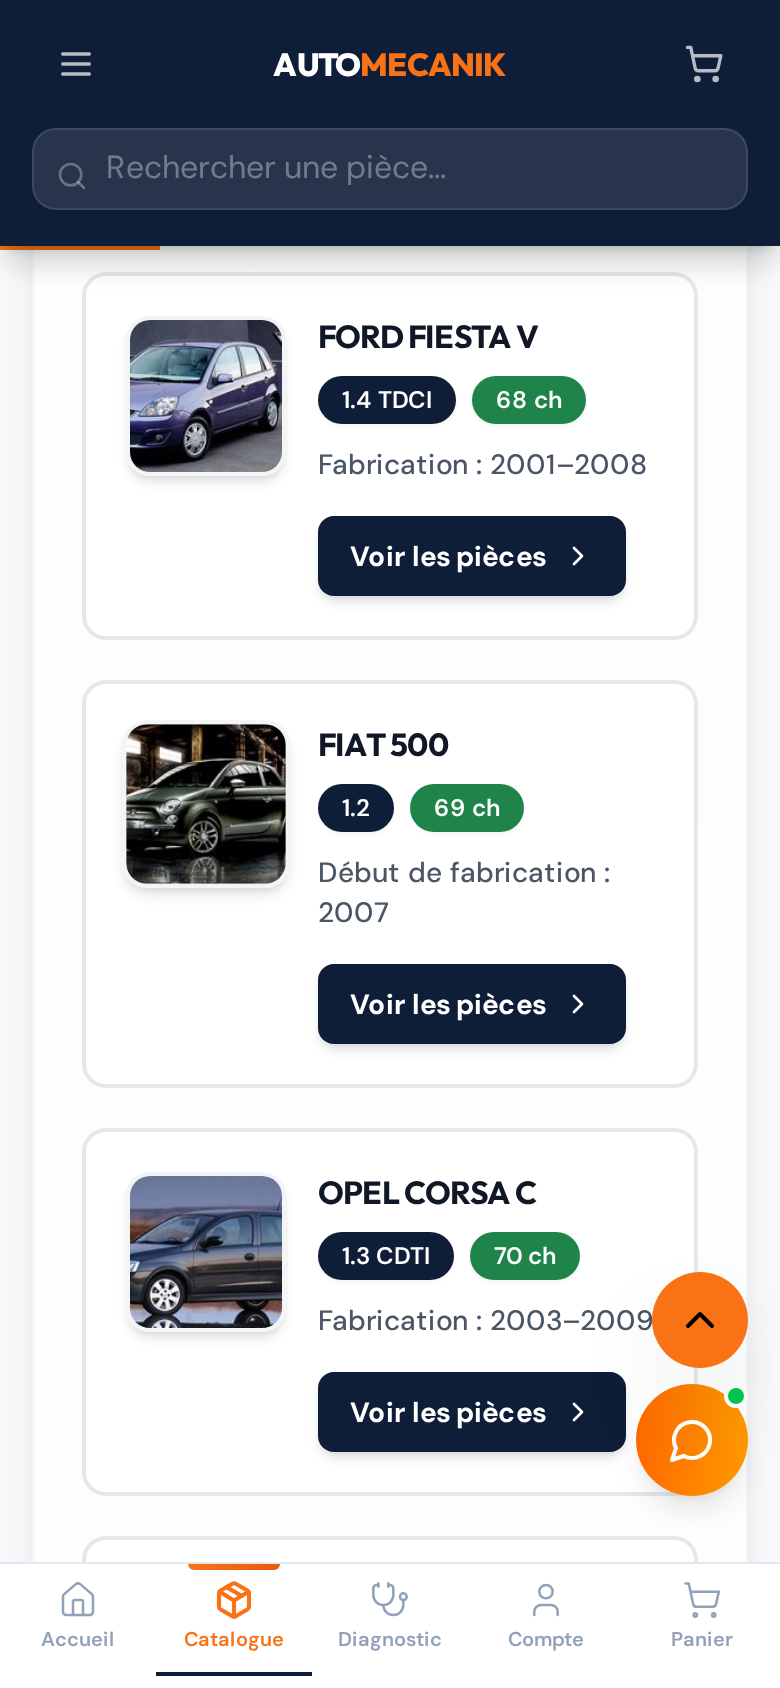 AUTOMECANIK
Rechercher une pièce...
FORD FIESTA V
1.4 TDCI 68 ch
Fabrication : 2001–2008
Voir les pièces
FIAT 500
1.2 69 ch
Début de fabrication :
2007
Voir les pièces
OPEL CORSA C
1.3 CDTI 70 ch
Fabrication : 2003–2009
Voir les pièces
Accueil Catalogue Diagnostic Compte Panier